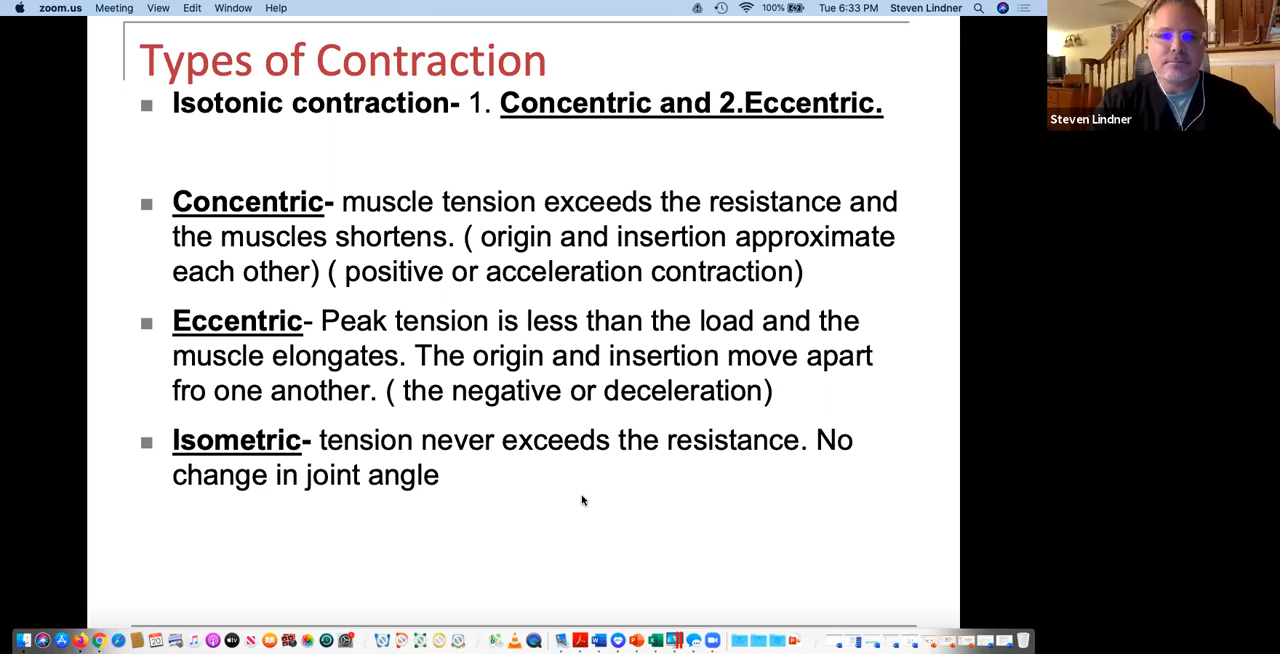 zoom.us Meeting View Edit Window Help 100% Tue 6:33 PM Steven Lindner
Types of Contraction
Isotonic contraction- 1. Concentric and 2.Eccentric.
Concentric- muscle tension exceeds the resistance and
the muscles shortens. ( origin and insertion approximate
each other) ( positive or acceleration contraction)
Eccentric- Peak tension is less than the load and the
muscle elongates. The origin and insertion move apart
fro one another. ( the negative or deceleration)
Isometric- tension never exceeds the resistance. No
change in joint angle
Steven Lindner